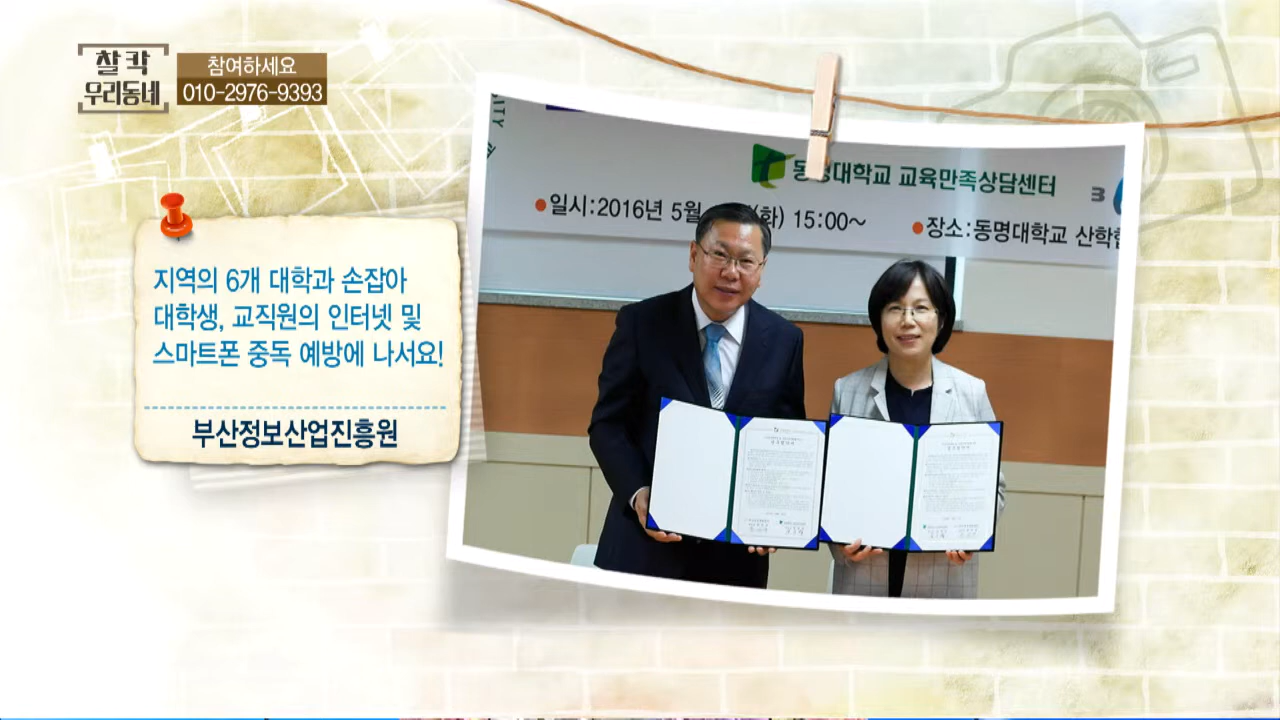 찰칵
우리동네
참여하세요
010-2976-9393
지역의 6개 대학과 손잡아
대학생, 교직원의 인터넷 및
스마트폰 중독 예방에 나서요!
부산정보산업진흥원
동명대학교 교육만족상담센터
●일시:2016년 5월 (화) 15:00~
●장소:동명대학교